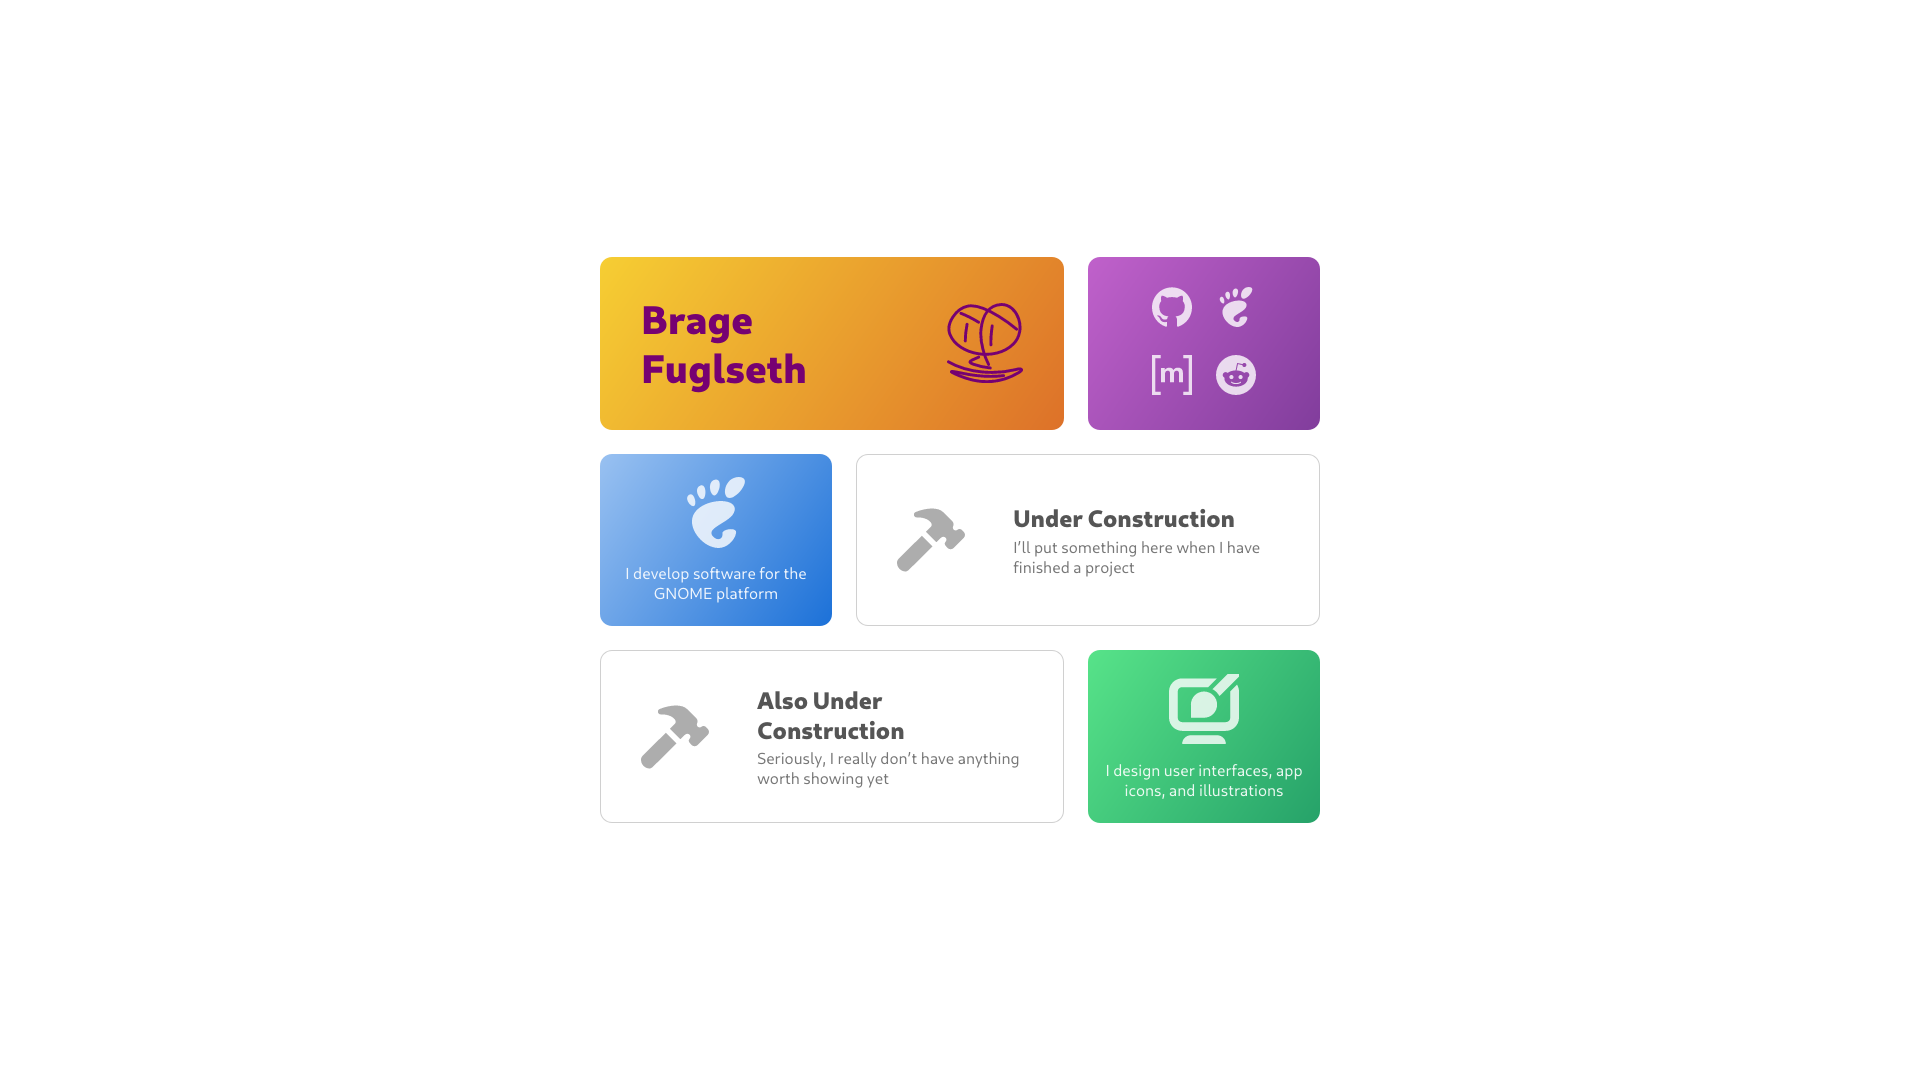 Brage
Fuglseth
[m]
I develop software for the
GNOME platform
Under Construction
I’ll put something here when I have
finished a project
Also Under
Construction
Seriously, I really don’t have anything
worth showing yet
I design user interfaces, app
icons, and illustrations